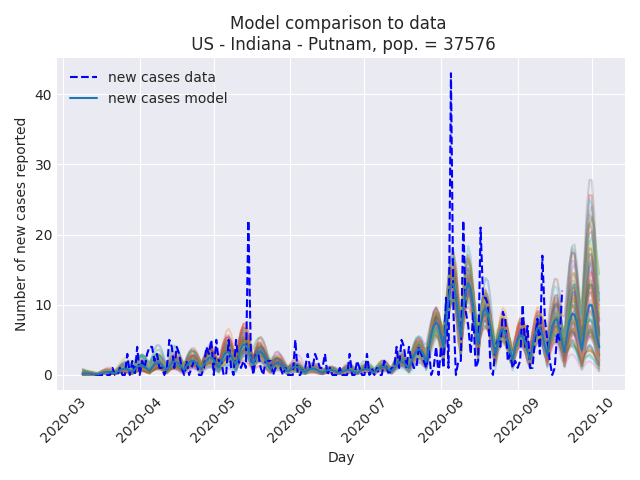 Model comparison to data
US - Indiana - Putnam, pop. = 37576
new cases data
new cases model
Number of new cases reported
40
30
20
10
0
2020-03
2020-04
2020-05
2020-06
2020-07
2020-08
2020-09
2020-10
Day